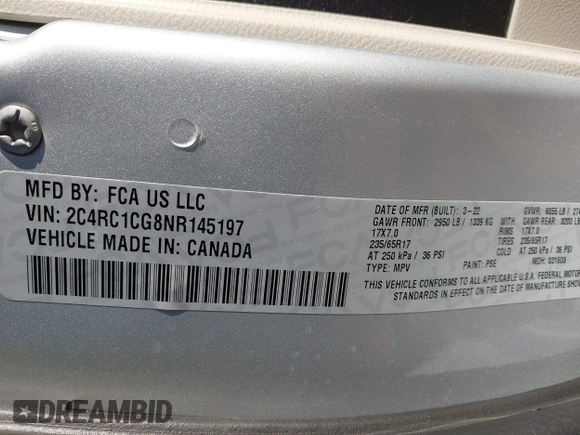 MFD BY: FCA US LLC
VIN: 2C4RC1CG8NR145197
VEHICLE MADE IN: CANADA
DATE OF MFR (BUILT): 3-22 GVWR: 6055 LB / 274
GAWR FRONT: 2950 LB / 1339 KG WITH GAWR REAR: 3200 LB
17X7.0 RIMS 17X7.0
235/65R17 TIRES 235/65R17
AT 250 kPa / 36 PSI COLD AT 250 kPa / 36 P
TYPE: MPV PAINT: PSE MDH: 031608
THIS VEHICLE CONFORMS TO ALL APPLICABLE U.S.A. FEDERAL MOTOR
STANDARDS IN EFFECT ON THE DATE OF MANUFACTURE SHOW
DREAMBID